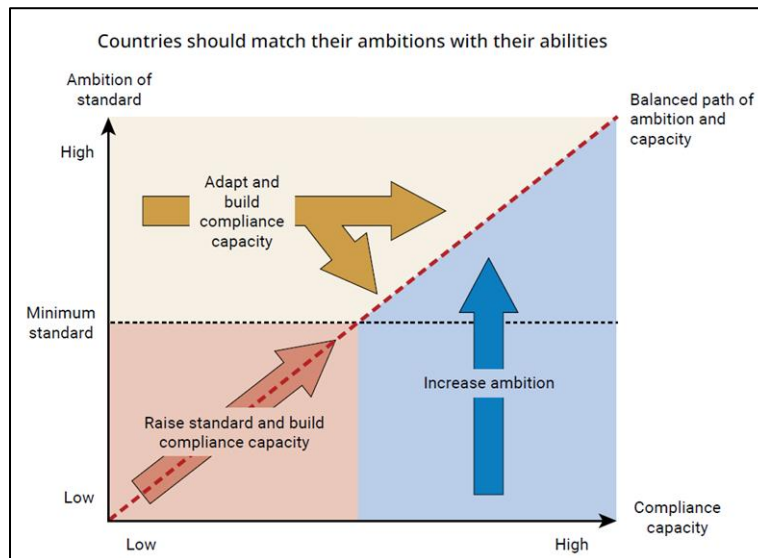 Countries should match their ambitions with their abilities
Ambition of
standard
High
Balanced path of
ambition and
capacity
Adapt and
build
compliance
capacity
Minimum
standard
Increase ambition
Raise standard and build
compliance capacity
Low
Compliance
capacity
Low
High